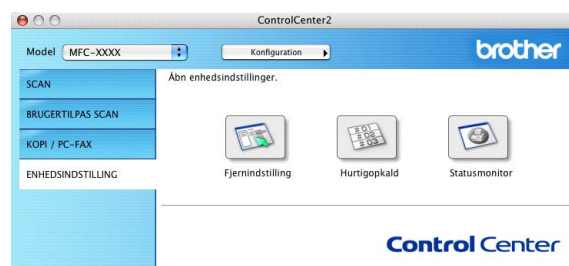 ControlCenter2
Model MFC-XXXX Konfiguration brother
SCAN
BRUGERTILPAS SCAN
KOPI / PC-FAX
ENHEDSINDSTILLING
Åbn enhedsindstillinger.
Fjernindstilling Hurtigopkald Statusmonitor
Control Center